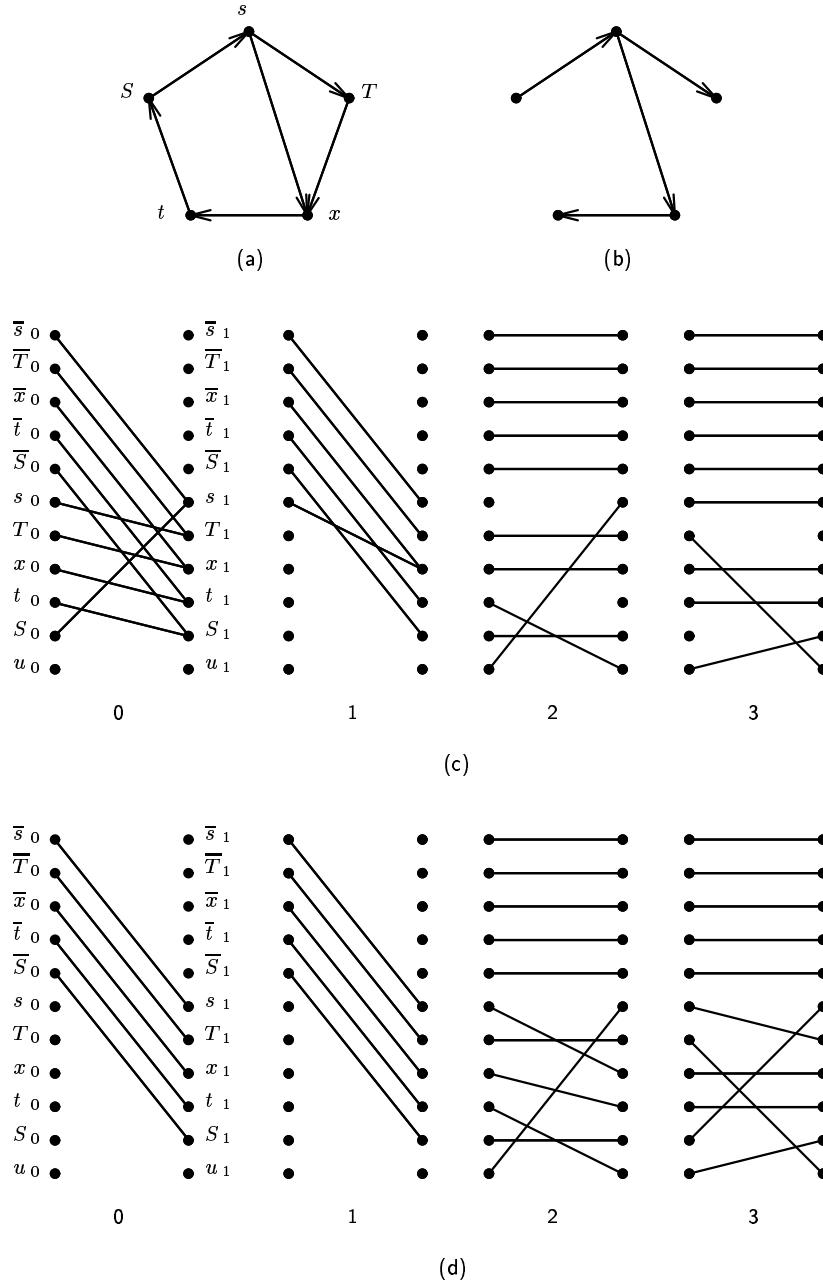 s
S T
t x
(a) (b)
s̅ 0 s̅ 1
T̅ 0 T̅ 1
x̅ 0 x̅ 1
t̅ 0 t̅ 1
S̅ 0 S̅ 1
s 0 s 1
T 0 T 1
x 0 x 1
t 0 t 1
S 0 S 1
u 0 u 1
0 1 2 3
(c)
s̅ 0 s̅ 1
T̅ 0 T̅ 1
x̅ 0 x̅ 1
t̅ 0 t̅ 1
S̅ 0 S̅ 1
s 0 s 1
T 0 T 1
x 0 x 1
t 0 t 1
S 0 S 1
u 0 u 1
0 1 2 3
(d)